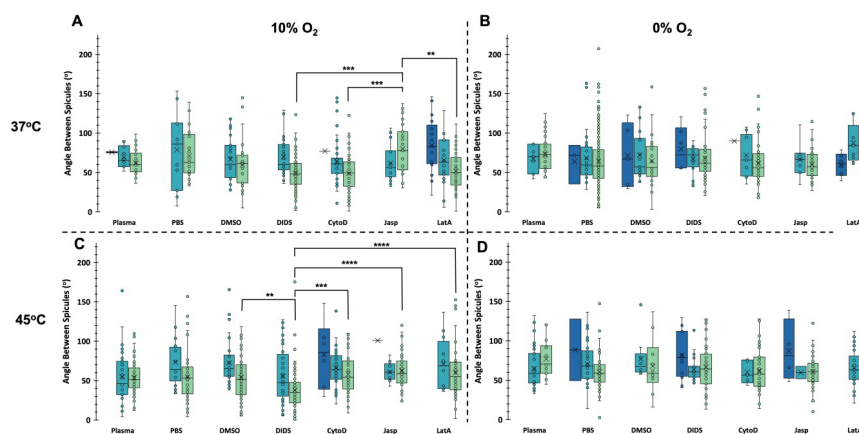 10% O₂
0% O₂
37ºC
45ºC
A
Angle Between Spicules (º)
200
150
100
50
0
***
***
**
Plasma PBS DMSO DIDS CytoD Jasp LatA
B
Angle Between Spicules (º)
200
150
100
50
0
Plasma PBS DMSO DIDS CytoD Jasp LatA
C
Angle Between Spicules (º)
200
150
100
50
0
**
***
****
****
Plasma PBS DMSO DIDS CytoD Jasp LatA
D
Angle Between Spicules (º)
200
150
100
50
0
Plasma PBS DMSO DIDS CytoD Jasp LatA